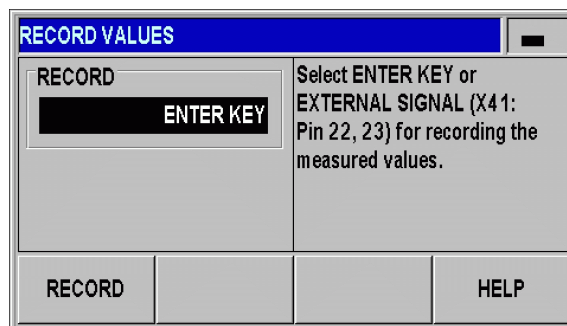 RECORD VALUES
RECORD
ENTER KEY
Select ENTER KEY or
EXTERNAL SIGNAL (X41:
Pin 22, 23) for recording the
measured values.
RECORD
HELP